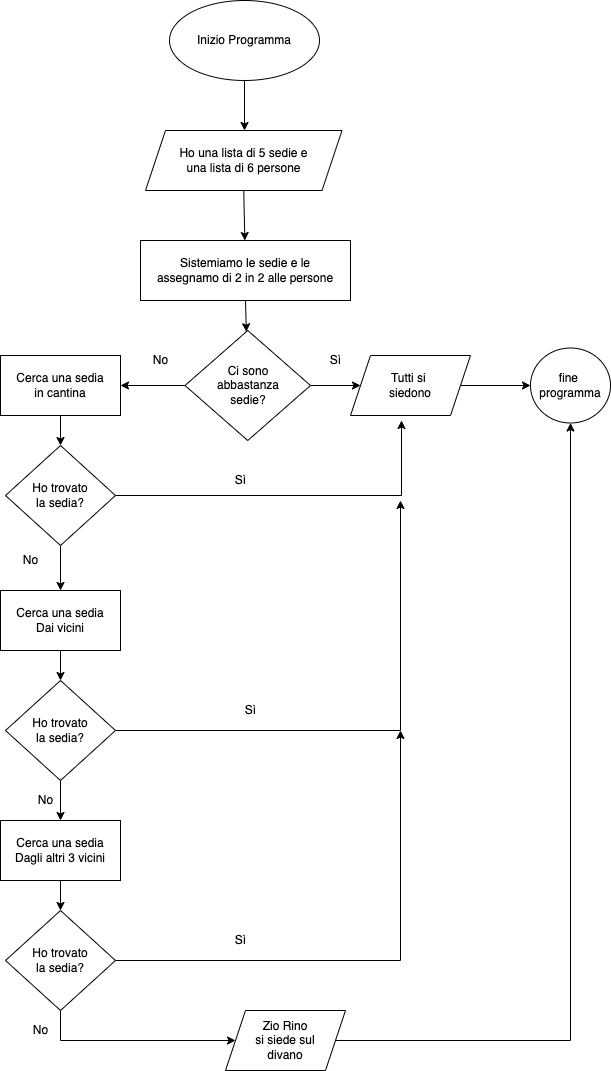 Inizio Programma
Ho una lista di 5 sedie e
una lista di 6 persone
Sistemiamo le sedie e le
assegnamo di 2 in 2 alle persone
Ci sono
abbastanza
sedie?
No
Sì
Cerca una sedia
in cantina
Tutti si
siedono
fine
programma
Ho trovato
la sedia?
Sì
No
Cerca una sedia
Dai vicini
Ho trovato
la sedia?
Sì
No
Cerca una sedia
Dagli altri 3 vicini
Ho trovato
la sedia?
Sì
No
Zio Rino
si siede sul
divano